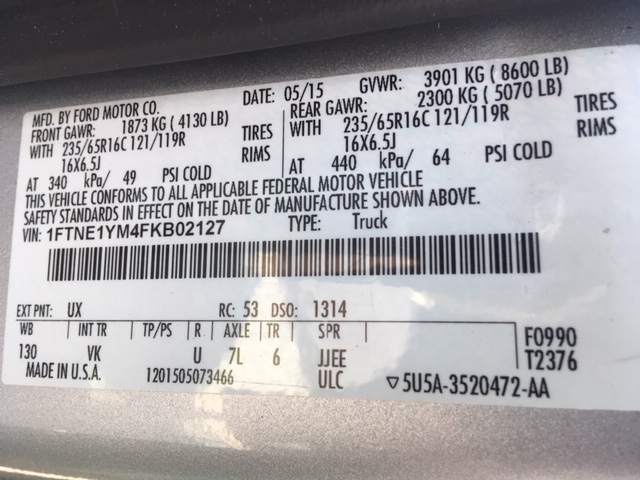 MFD. BY FORD MOTOR CO. DATE: 05/15 GVWR: 3901 KG ( 8600 LB)
FRONT GAWR: 1873 KG ( 4130 LB) REAR GAWR: 2300 KG ( 5070 LB)
WITH 235/65R16C 121/119R TIRES WITH 235/65R16C 121/119R TIRES
16X6.5J RIMS 16X6.5J RIMS
AT 340 kPa/ 49 PSI COLD AT 440 kPa/ 64 PSI COLD
THIS VEHICLE CONFORMS TO ALL APPLICABLE FEDERAL MOTOR VEHICLE
SAFETY STANDARDS IN EFFECT ON THE DATE OF MANUFACTURE SHOWN ABOVE.
VIN: 1FTNE1YM4FKB02127 TYPE: Truck
EXT PNT: UX RC: 53 DSO: 1314
WB INT TR TP/PS R AXLE TR SPR F0990
130 VK U 7L 6 JJEE T2376
MADE IN U.S.A. 1201505073466 ULC ▽5U5A-3520472-AA